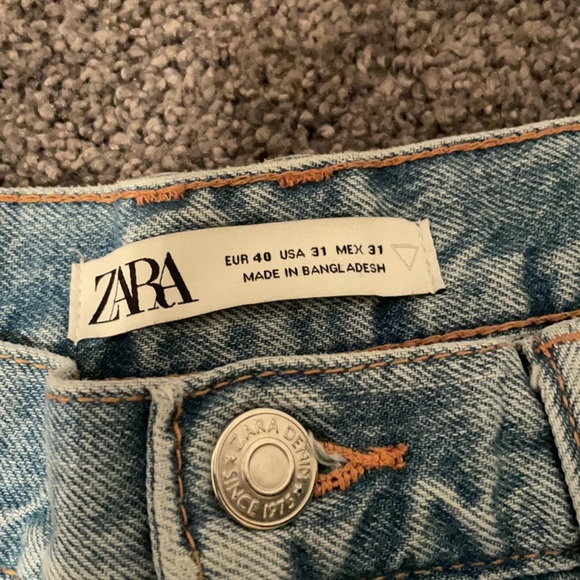 ZARA
EUR 40 USA 31 MEX 31
MADE IN BANGLADESH
ZARA DENIM
SINCE 1975